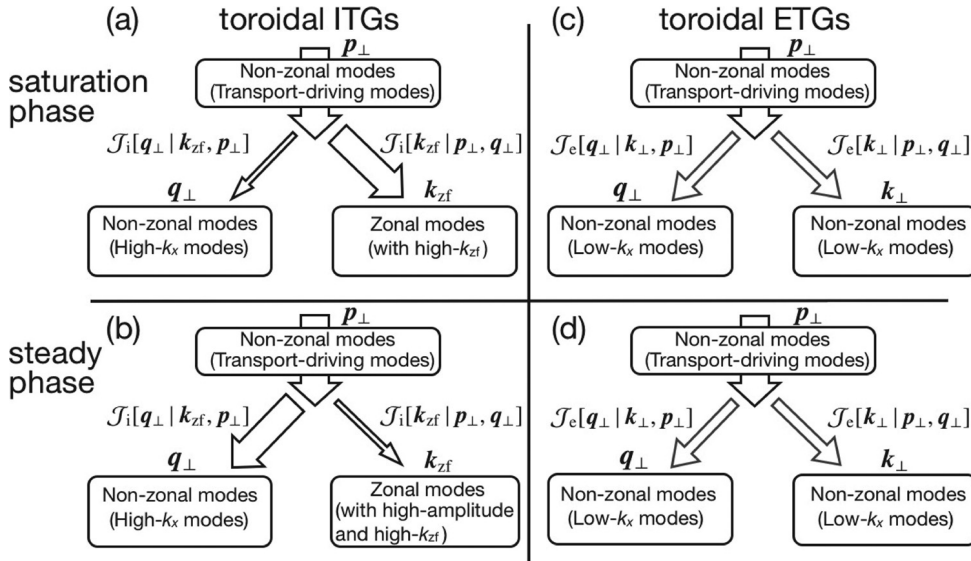 (a) toroidal ITGs
saturation
phase
p⊥
Non-zonal modes
(Transport-driving modes)
𝒥i[q⊥ | kzf, p⊥]
𝒥i[kzf | p⊥, q⊥]
q⊥
kzf
Non-zonal modes
(High-kx modes)
Zonal modes
(with high-kzf)
(c) toroidal ETGs
p⊥
Non-zonal modes
(Transport-driving modes)
𝒥e[q⊥ | k⊥, p⊥]
𝒥e[k⊥ | p⊥, q⊥]
q⊥
k⊥
Non-zonal modes
(Low-kx modes)
Non-zonal modes
(Low-kx modes)
(b)
steady
phase
p⊥
Non-zonal modes
(Transport-driving modes)
𝒥i[q⊥ | kzf, p⊥]
𝒥i[kzf | p⊥, q⊥]
q⊥
kzf
Non-zonal modes
(High-kx modes)
Zonal modes
(with high-amplitude
and high-kzf)
(d)
p⊥
Non-zonal modes
(Transport-driving modes)
𝒥e[q⊥ | k⊥, p⊥]
𝒥e[k⊥ | p⊥, q⊥]
q⊥
k⊥
Non-zonal modes
(Low-kx modes)
Non-zonal modes
(Low-kx modes)